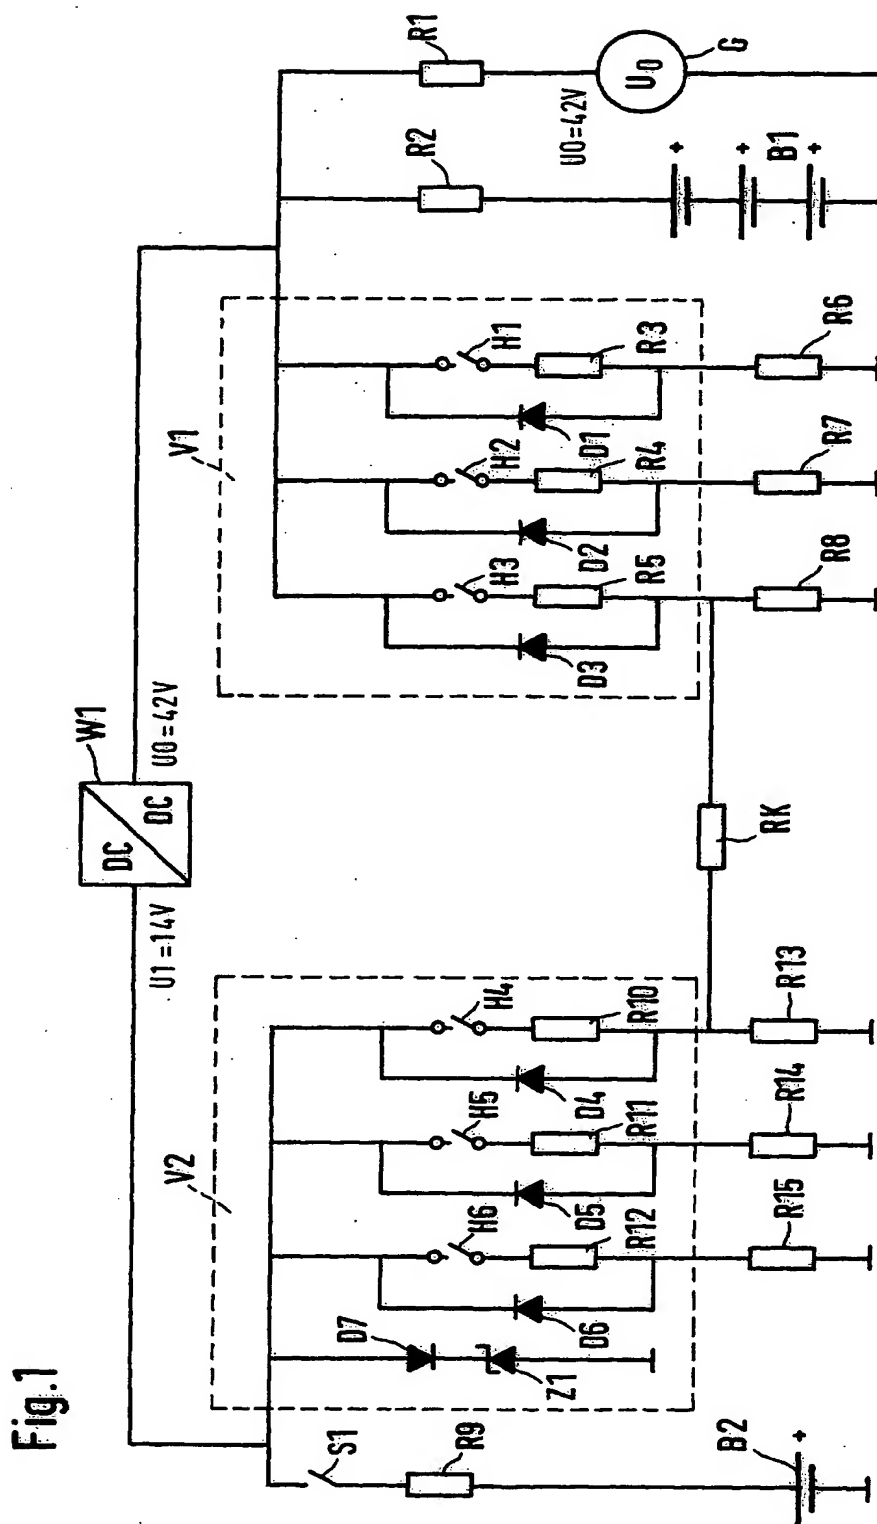 Fig.1
W1
DC
DC
U1=14V
U0=42V
V2
V1
S1
R9
B2
+
D7
Z1
H6
D6
R12
H5
D5
R11
H4
D4
R10
R15
R14
R13
RK
H3
D3
R5
H2
D2
R4
H1
D1
R3
R8
R7
R6
R2
R1
U0=42V
U0
G
+
+
B1
+